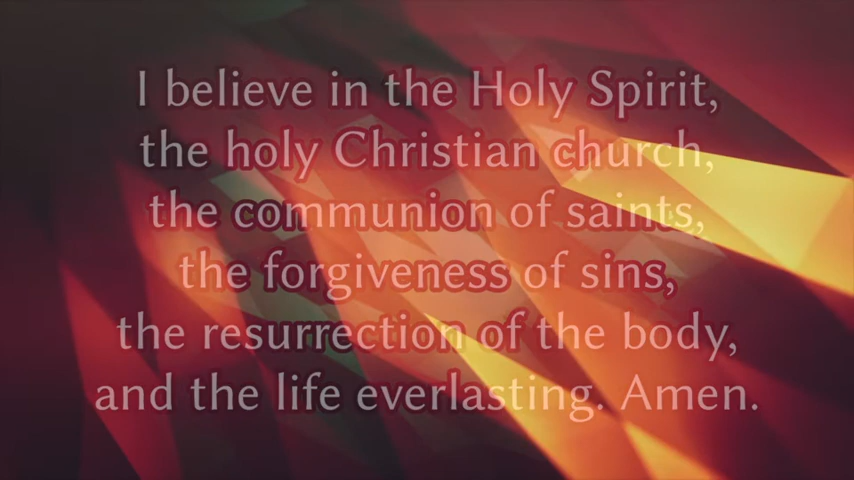 I believe in the Holy Spirit,
the holy Christian church,
the communion of saints,
the forgiveness of sins,
the resurrection of the body,
and the life everlasting. Amen.